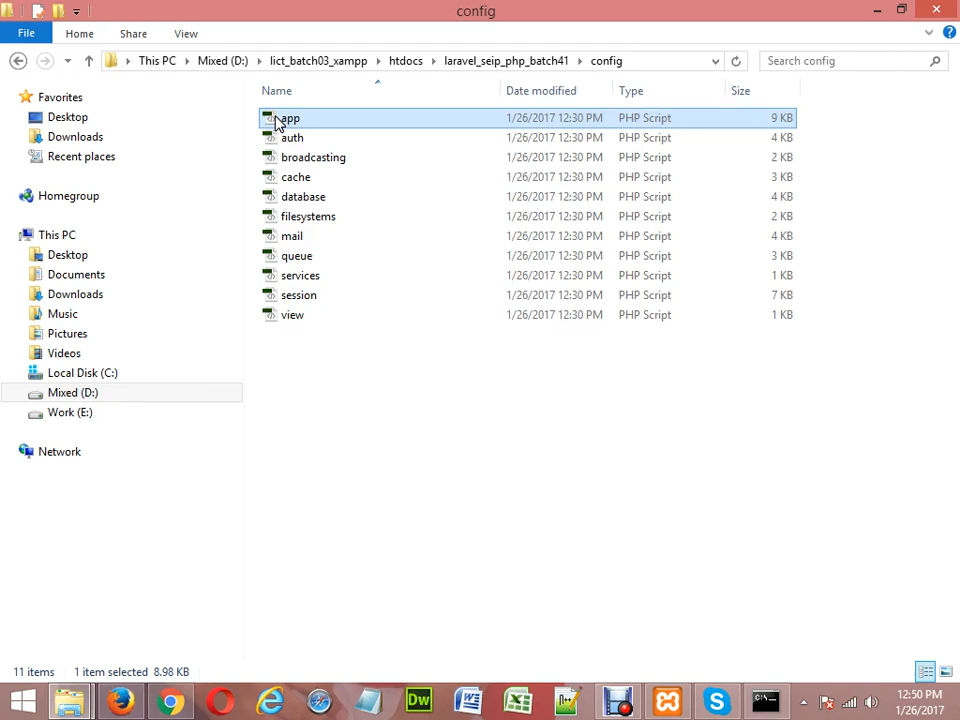 config
File Home Share View
This PC Mixed (D:) lict_batch03_xampp htdocs laravel_seip_php_batch41 config Search config
Name Date modified Type Size
Favorites
Desktop
Downloads
Recent places
Homegroup
This PC
Desktop
Documents
Downloads
Music
Pictures
Videos
Local Disk (C:)
Mixed (D:)
Work (E:)
Network
app 1/26/2017 12:30 PM PHP Script 9 KB
auth 1/26/2017 12:30 PM PHP Script 4 KB
broadcasting 1/26/2017 12:30 PM PHP Script 2 KB
cache 1/26/2017 12:30 PM PHP Script 3 KB
database 1/26/2017 12:30 PM PHP Script 4 KB
filesystems 1/26/2017 12:30 PM PHP Script 2 KB
mail 1/26/2017 12:30 PM PHP Script 4 KB
queue 1/26/2017 12:30 PM PHP Script 3 KB
services 1/26/2017 12:30 PM PHP Script 1 KB
session 1/26/2017 12:30 PM PHP Script 7 KB
view 1/26/2017 12:30 PM PHP Script 1 KB
11 items 1 item selected 8.98 KB
Dw
12:50 PM
1/26/2017